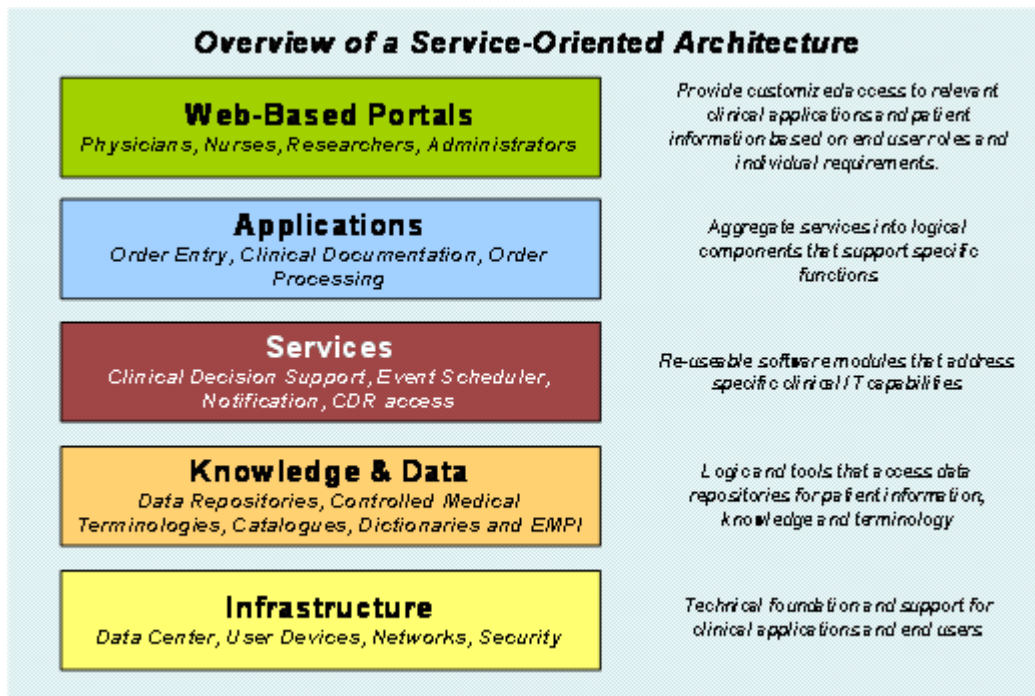 Overview of a Service-Oriented Architecture
Web-Based Portals
Physicians, Nurses, Researchers, Administrators
Provide customized access to relevant
clinical applications and patient
information based on end user roles and
individual requirements.
Applications
Order Entry, Clinical Documentation, Order
Processing
Aggregate services into logical
components that support specific
functions
Services
Clinical Decision Support, Event Scheduler,
Notification, CDR access
Re-useable software modules that address
specific clinical IT capabilities
Knowledge & Data
Data Repositories, Controlled Medical
Terminologies, Catalogues, Dictionaries and EMPI
Logic and tools that access data
repositories for patient information,
knowledge and terminology
Infrastructure
Data Center, User Devices, Networks, Security
Technical foundation and support for
clinical applications and end users